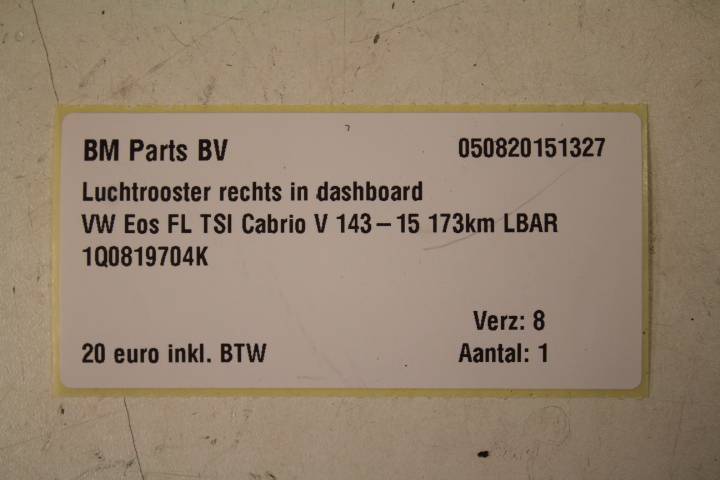 BM Parts BV 050820151327
Luchtrooster rechts in dashboard
VW Eos FL TSI Cabrio V 143 – 15 173km LBAR
1Q0819704K
Verz: 8
20 euro inkl. BTW Aantal: 1